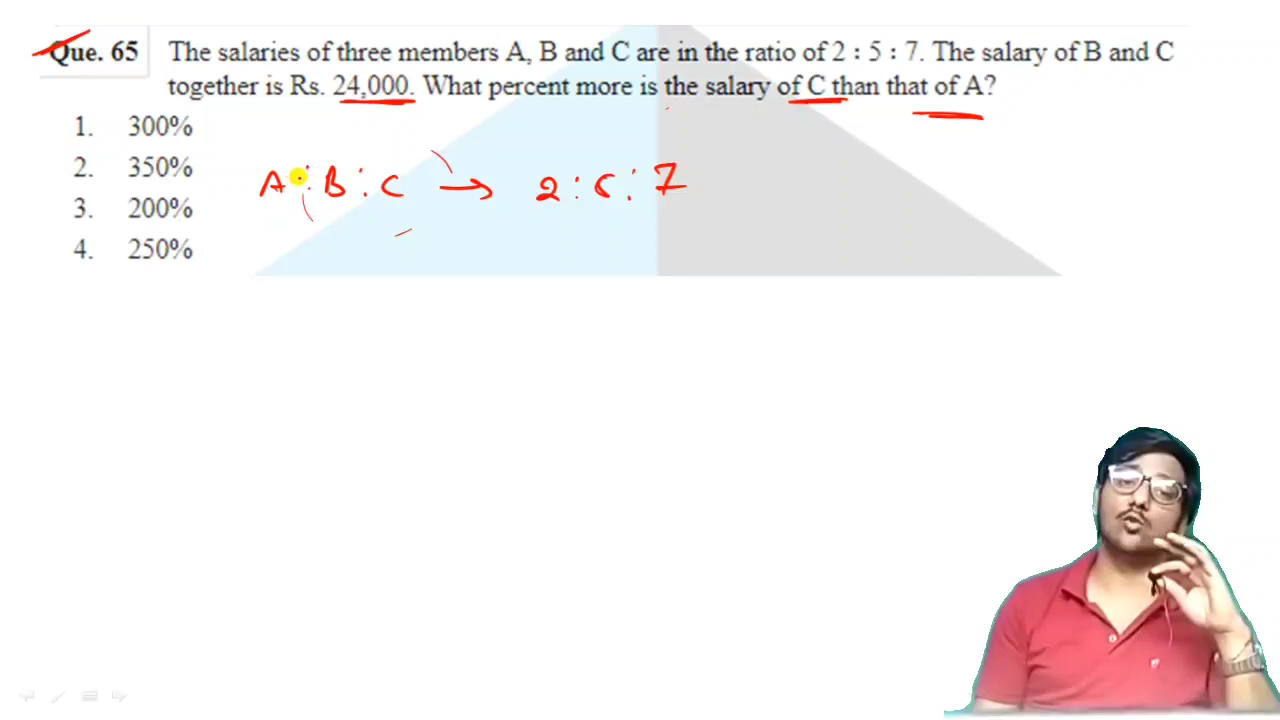 Que. 65 The salaries of three members A, B and C are in the ratio of 2 : 5 : 7. The salary of B and C
together is Rs. 24,000. What percent more is the salary of C than that of A?
1. 300%
2. 350%
3. 200%
4. 250%
A : B : C → 2 : 5 : 7